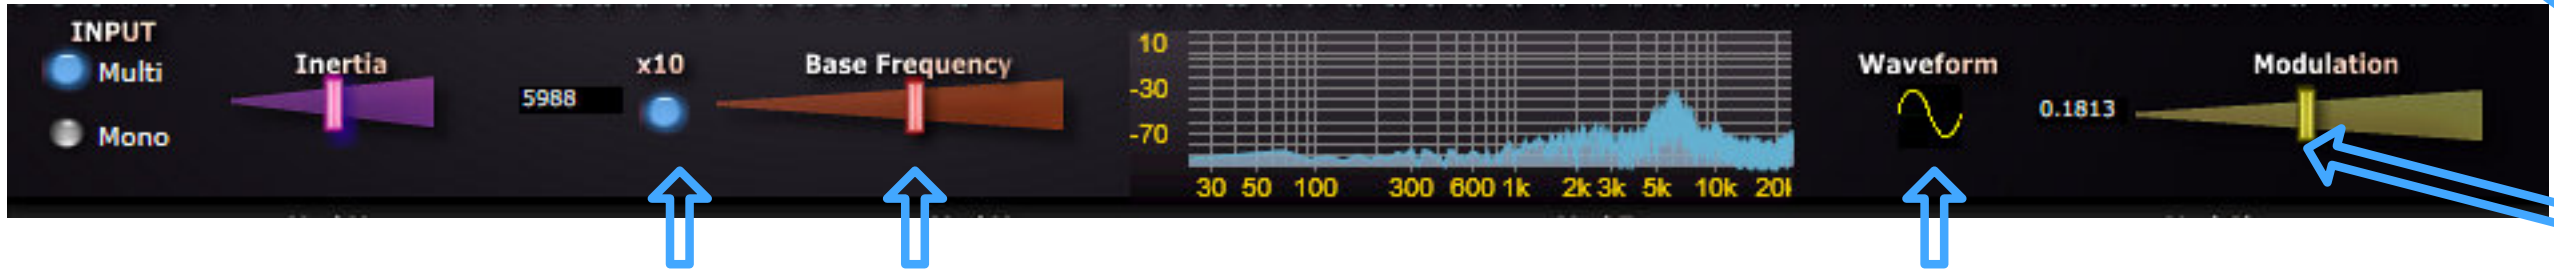 INPUT
Multi
Mono
Inertia
5988
x10
Base Frequency
10
-30
-70
30 50 100 300 600 1k 2k 3k 5k 10k
Waveform
0.1813
Modulation